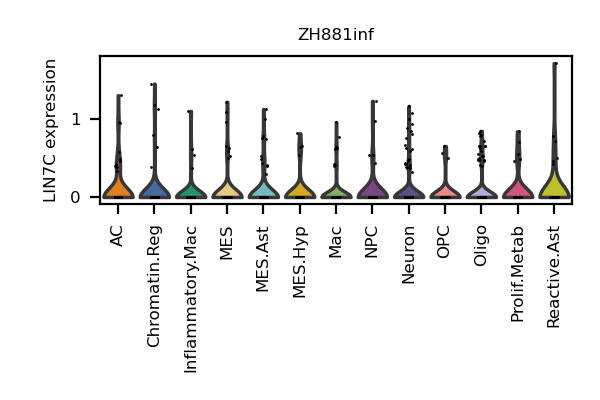 ZH881inf
LIN7C expression
1
0
AC
Chromatin.Reg
Inflammatory.Mac
MES
MES.Ast
MES.Hyp
Mac
NPC
Neuron
OPC
Oligo
Prolif.Metab
Reactive.Ast